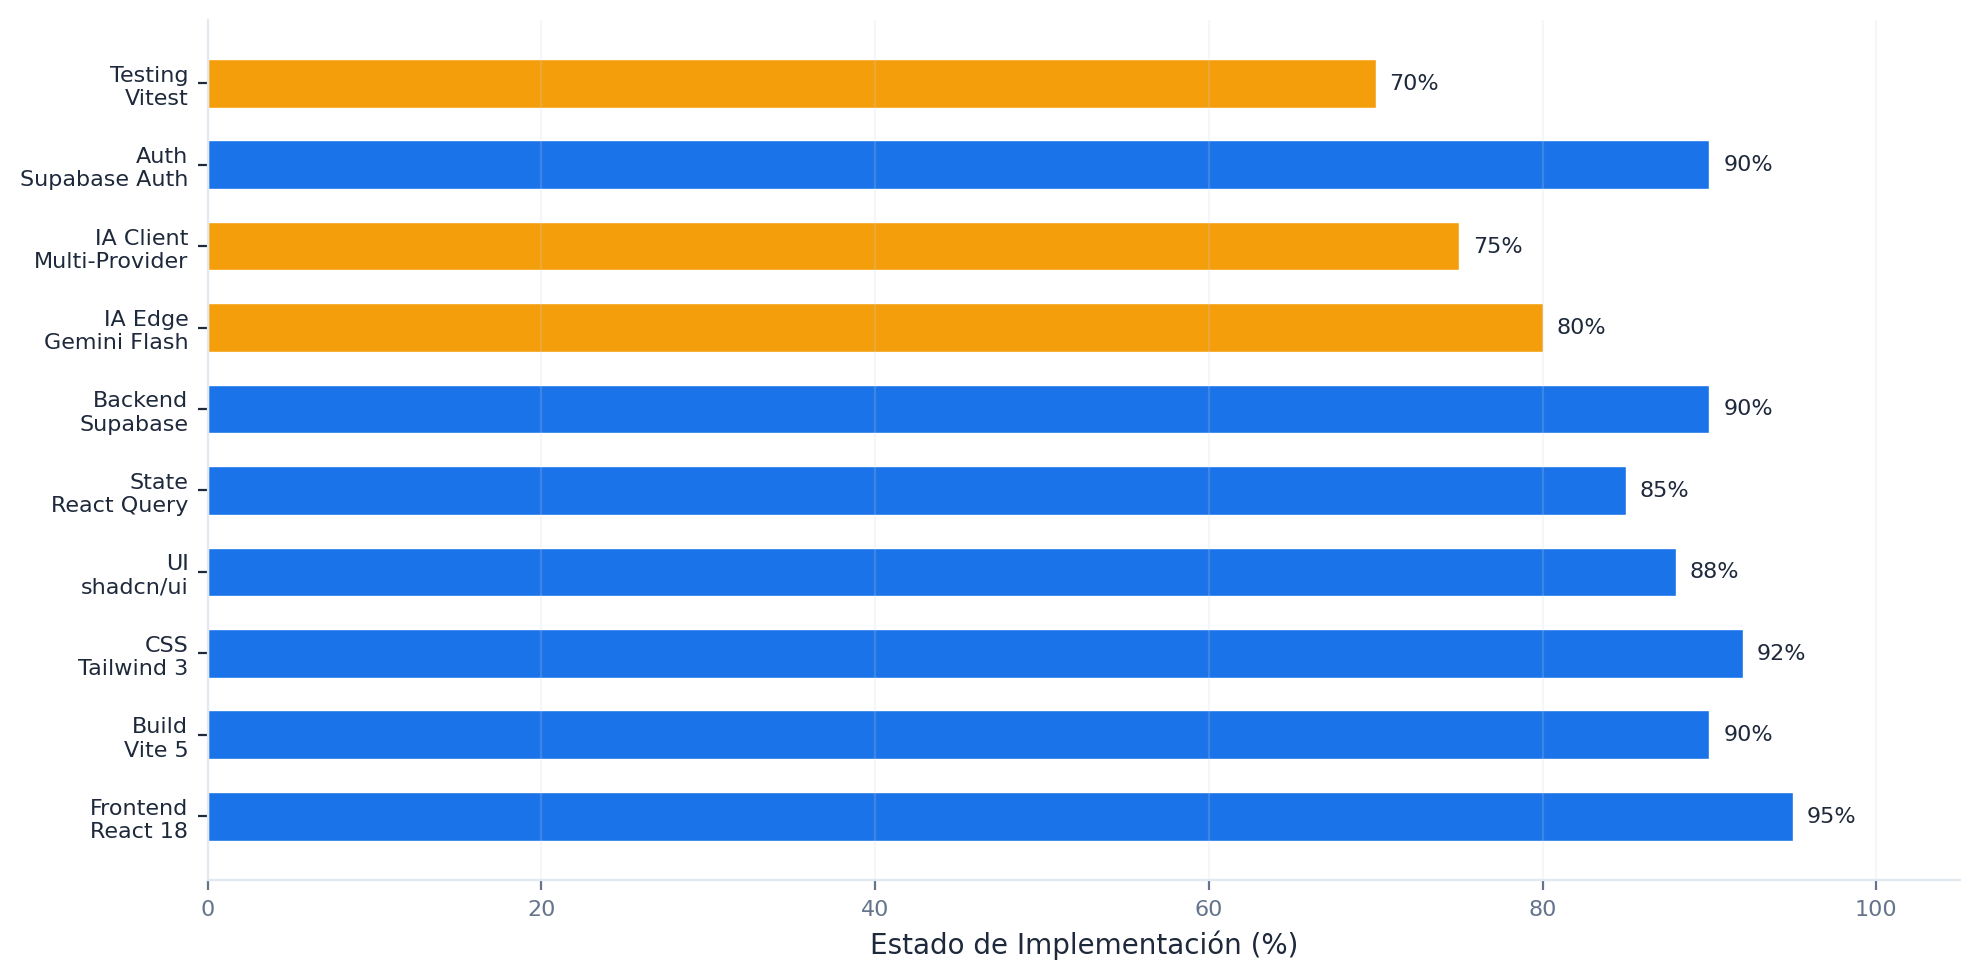 Testing
Vitest
70%
Auth
Supabase Auth
90%
IA Client
Multi-Provider
75%
IA Edge
Gemini Flash
80%
Backend
Supabase
90%
State
React Query
85%
UI
shadcn/ui
88%
CSS
Tailwind 3
92%
Build
Vite 5
90%
Frontend
React 18
95%
0 20 40 60 80 100
Estado de Implementación (%)